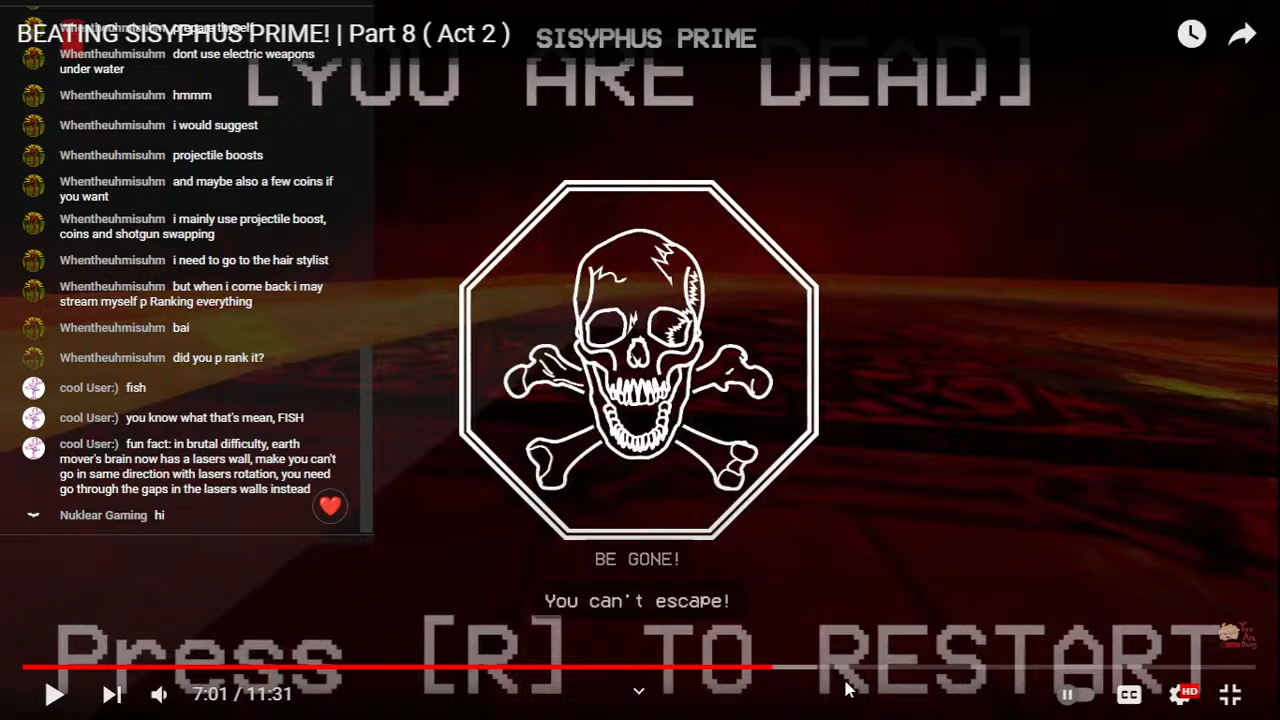 Whentheuhmisuhm prepare thyself
BEATING SISYPHUS PRIME! | Part 8 ( Act 2 )
SISYPHUS PRIME
[YOU ARE DEAD]
Whentheuhmisuhm dont use electric weapons
under water
Whentheuhmisuhm hmmm
Whentheuhmisuhm i would suggest
Whentheuhmisuhm projectile boosts
Whentheuhmisuhm and maybe also a few coins if
you want
Whentheuhmisuhm i mainly use projectile boost,
coins and shotgun swapping
Whentheuhmisuhm i need to go to the hair stylist
Whentheuhmisuhm but when i come back i may
stream myself p Ranking everything
Whentheuhmisuhm bai
Whentheuhmisuhm did you p rank it?
cool User:) fish
cool User:) you know what that's mean, FISH
cool User:) fun fact: in brutal difficulty, earth
mover's brain now has a lasers wall, make you can't
go in same direction with lasers rotation, you need
go through the gaps in the lasers walls instead
Nuklear Gaming hi
BE GONE!
You can't escape!
Press [R] TO RESTART
7:01 / 11:31
CC
HD